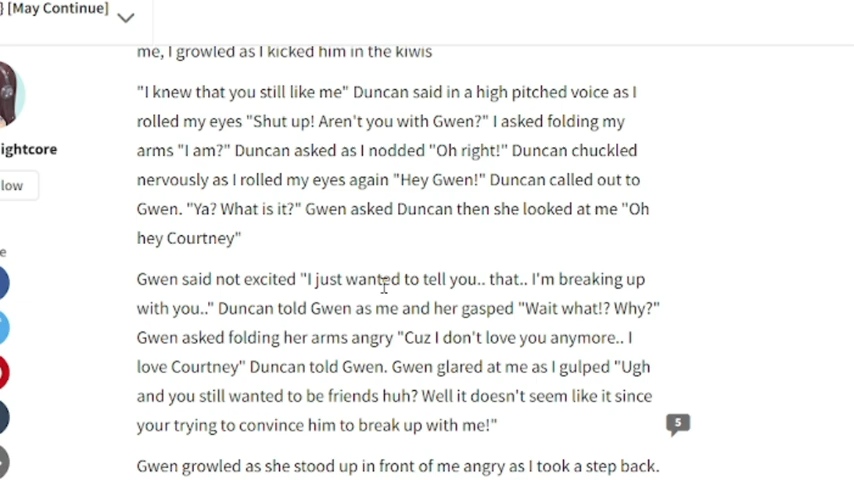 } [May Continue]
me, I growled as I kicked him in the kiwis
"I knew that you still like me" Duncan said in a high pitched voice as I
rolled my eyes "Shut up! Aren't you with Gwen?" I asked folding my
ightcore
arms "I am?" Duncan asked as I nodded "Oh right!" Duncan chuckled
low
nervously as I rolled my eyes again "Hey Gwen!" Duncan called out to
Gwen. "Ya? What is it?" Gwen asked Duncan then she looked at me "Oh
hey Courtney"
e
Gwen said not excited "I just wanted to tell you.. that.. I'm breaking up
with you.." Duncan told Gwen as me and her gasped "Wait what!? Why?"
Gwen asked folding her arms angry "Cuz I don't love you anymore.. I
love Courtney" Duncan told Gwen. Gwen glared at me as I gulped "Ugh
and you still wanted to be friends huh? Well it doesn't seem like it since
your trying to convince him to break up with me!"
5
Gwen growled as she stood up in front of me angry as I took a step back.